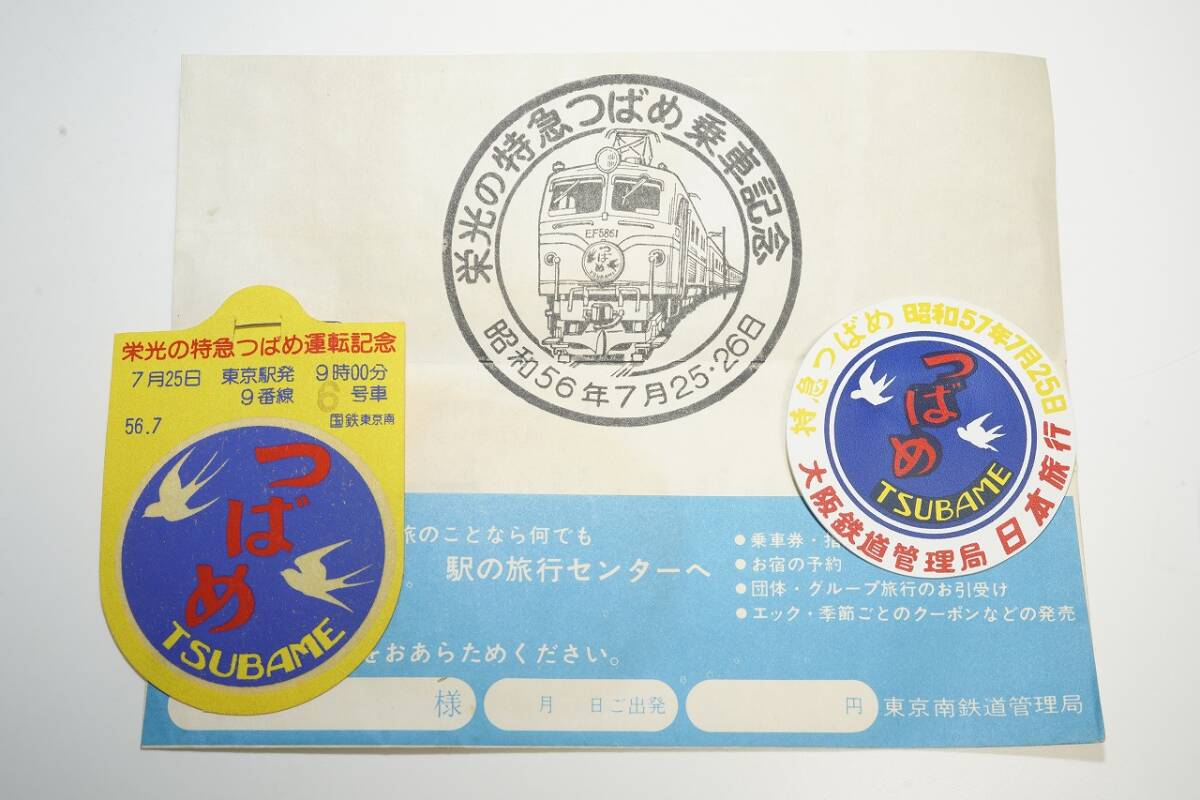 栄光の特急つばめ乗車記念
EF5861
つばめ
TSUBAME
昭和56年7月25・26日
栄光の特急つばめ運転記念
7月25日 東京駅発 9時00分
9番線 6号車
56.7 国鉄東京南
つばめ
TSUBAME
特急つばめ 昭和57年7月25日
つばめ
TSUBAME
大阪鉄道管理局 日本旅行
旅のことなら何でも
駅の旅行センターへ
●乗車券・指
●お宿の予約
●団体・グループ旅行のお引受け
●エック・季節ごとのクーポンなどの発売
をおあらためください。
様 月 日ご出発 円 東京南鉄道管理局